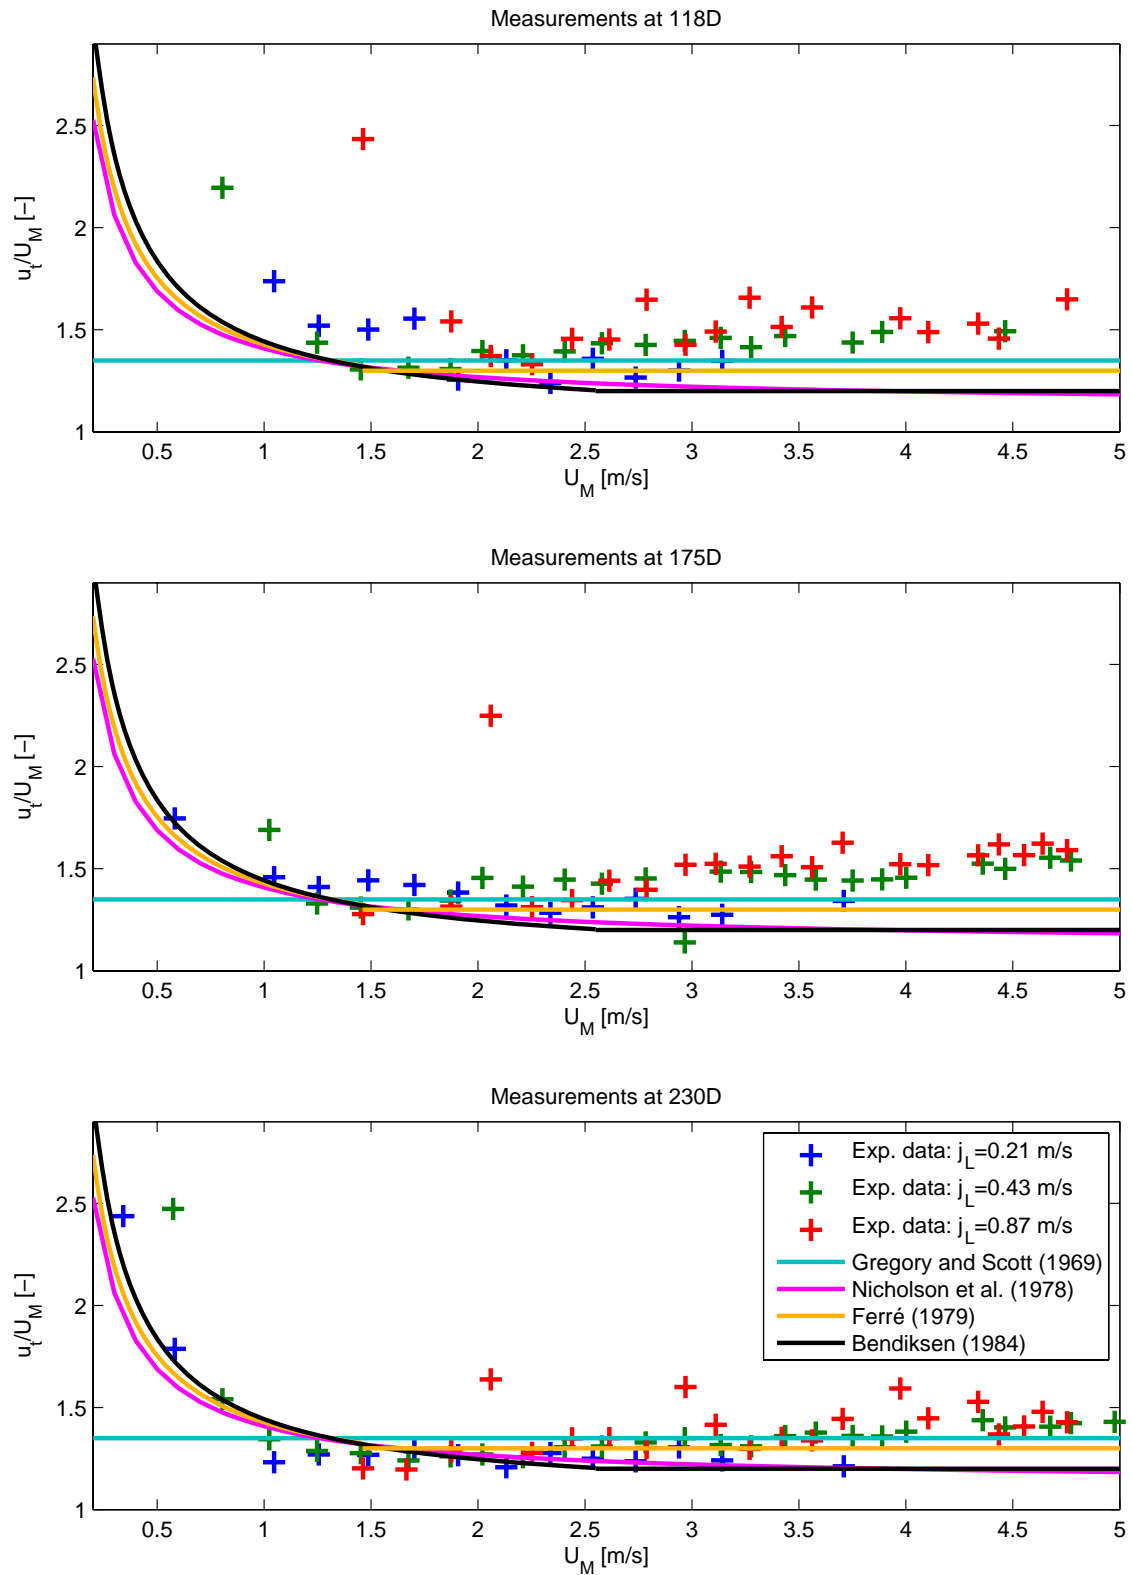 Measurements at 118D
2.5
2
1.5
1
u_t/U_M [−]
0.5 1 1.5 2 2.5 3 3.5 4 4.5 5
U_M [m/s]
Measurements at 175D
2.5
2
1.5
1
u_t/U_M [−]
0.5 1 1.5 2 2.5 3 3.5 4 4.5 5
U_M [m/s]
Measurements at 230D
2.5
2
1.5
1
u_t/U_M [−]
Exp. data: j_L=0.21 m/s
Exp. data: j_L=0.43 m/s
Exp. data: j_L=0.87 m/s
Gregory and Scott (1969)
Nicholson et al. (1978)
Ferré (1979)
Bendiksen (1984)
0.5 1 1.5 2 2.5 3 3.5 4 4.5 5
U_M [m/s]